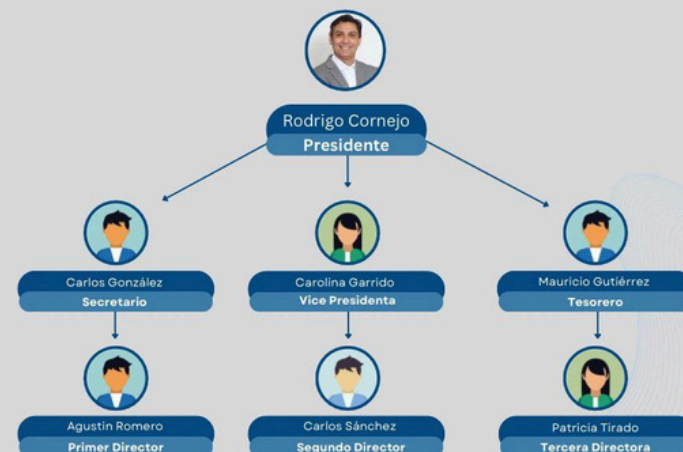 Rodrigo Cornejo
Presidente
Carlos González
Secretario
Carolina Garrido
Vice Presidenta
Mauricio Gutiérrez
Tesorero
Agustin Romero
Primer Director
Carlos Sánchez
Segundo Director
Patricia Tirado
Tercera Directora